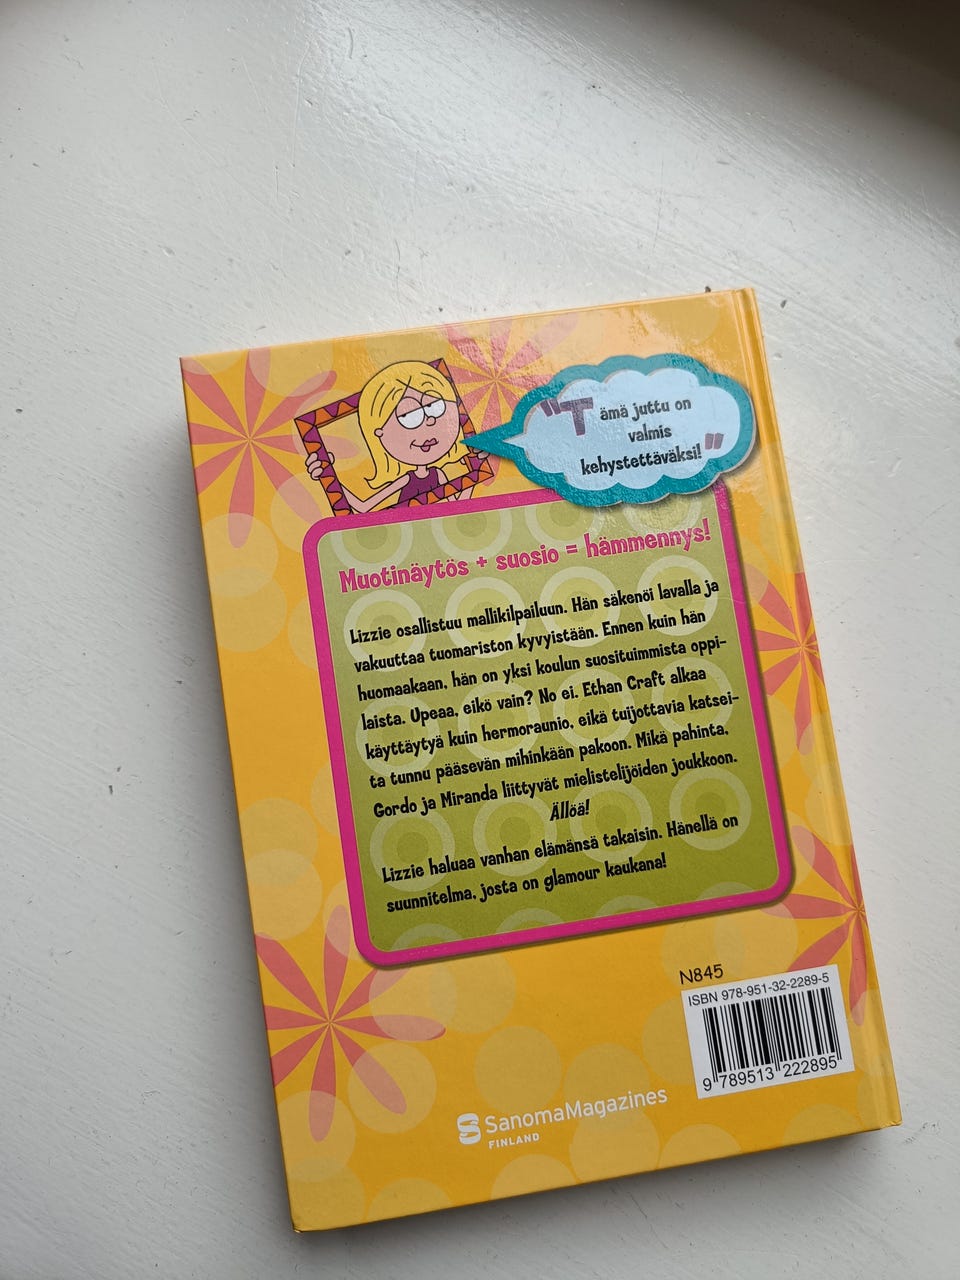 "Tämä juttu on
valmis
kehystettäväksi!"
Muotinäytös + suosio = hämmennys!
Lizzie osallistuu mallikilpailuun. Hän säkenöi lavalla ja
vakuuttaa tuomariston kyvyistään. Ennen kuin hän
huomaakaan, hän on yksi koulun suosituimmista oppi-
laista. Upeaa, eikö vain? No ei. Ethan Craft alkaa
käyttäytyä kuin hermoraunio, eikä tuijottavia katsei-
ta tunnu pääsevän mihinkään pakoon. Mikä pahinta,
Gordo ja Miranda liittyvät mielistelijöiden joukkoon.
Ällöä!
Lizzie haluaa vanhan elämänsä takaisin. Hänellä on
suunnitelma, josta on glamour kaukana!
N845
ISBN 978-951-32-2289-5
9 789513 222895
SanomaMagazines
FINLAND